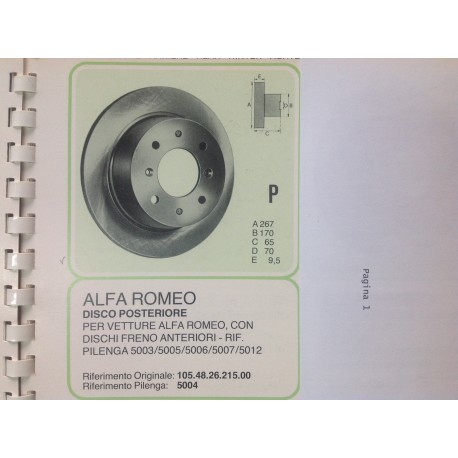 E
A
D B
C
P
A 267
B 170
C 65
D 70
E 9,5
ALFA ROMEO
DISCO POSTERIORE
PER VETTURE ALFA ROMEO, CON
DISCHI FRENO ANTERIORI - RIF.
PILENGA 5003/5005/5006/5007/5012
Riferimento Originale: 105.48.26.215.00
Riferimento Pilenga: 5004
Pagina 1